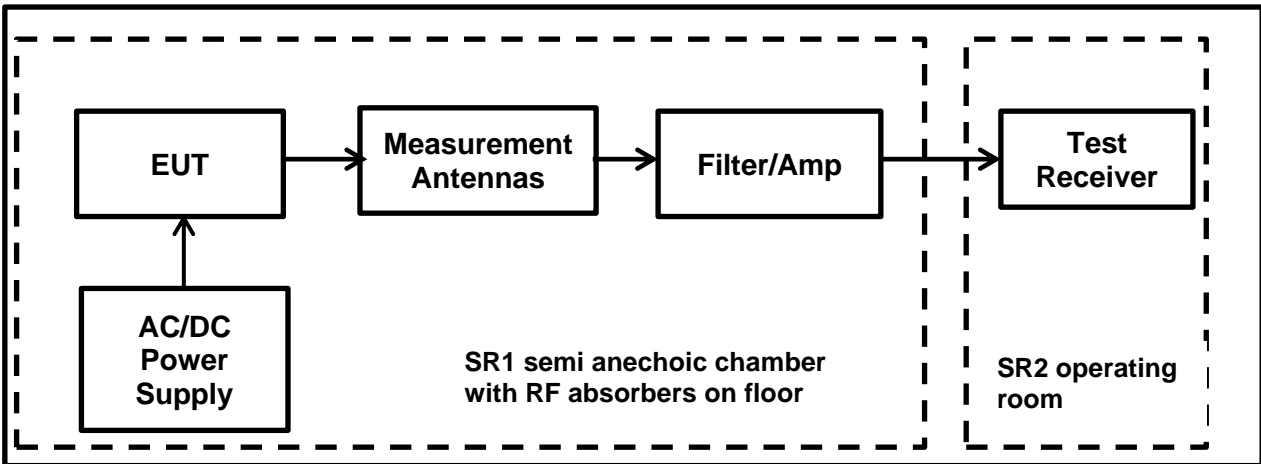 EUT
Measurement
Antennas
Filter/Amp
Test
Receiver
AC/DC
Power
Supply
SR1 semi anechoic chamber
with RF absorbers on floor
SR2 operating
room